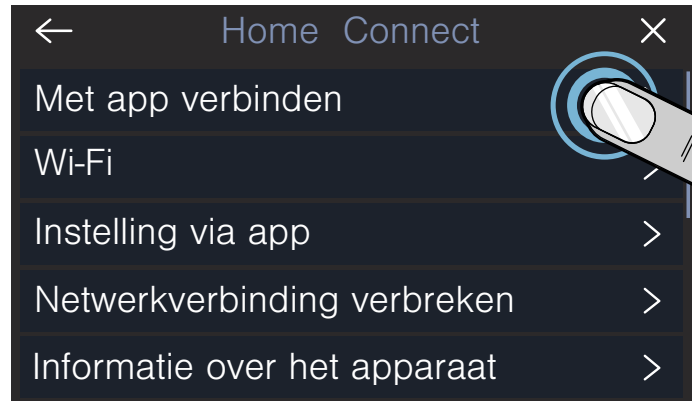 Home Connect
Met app verbinden
Wi-Fi
Instelling via app
Netwerkverbinding verbreken
Informatie over het apparaat